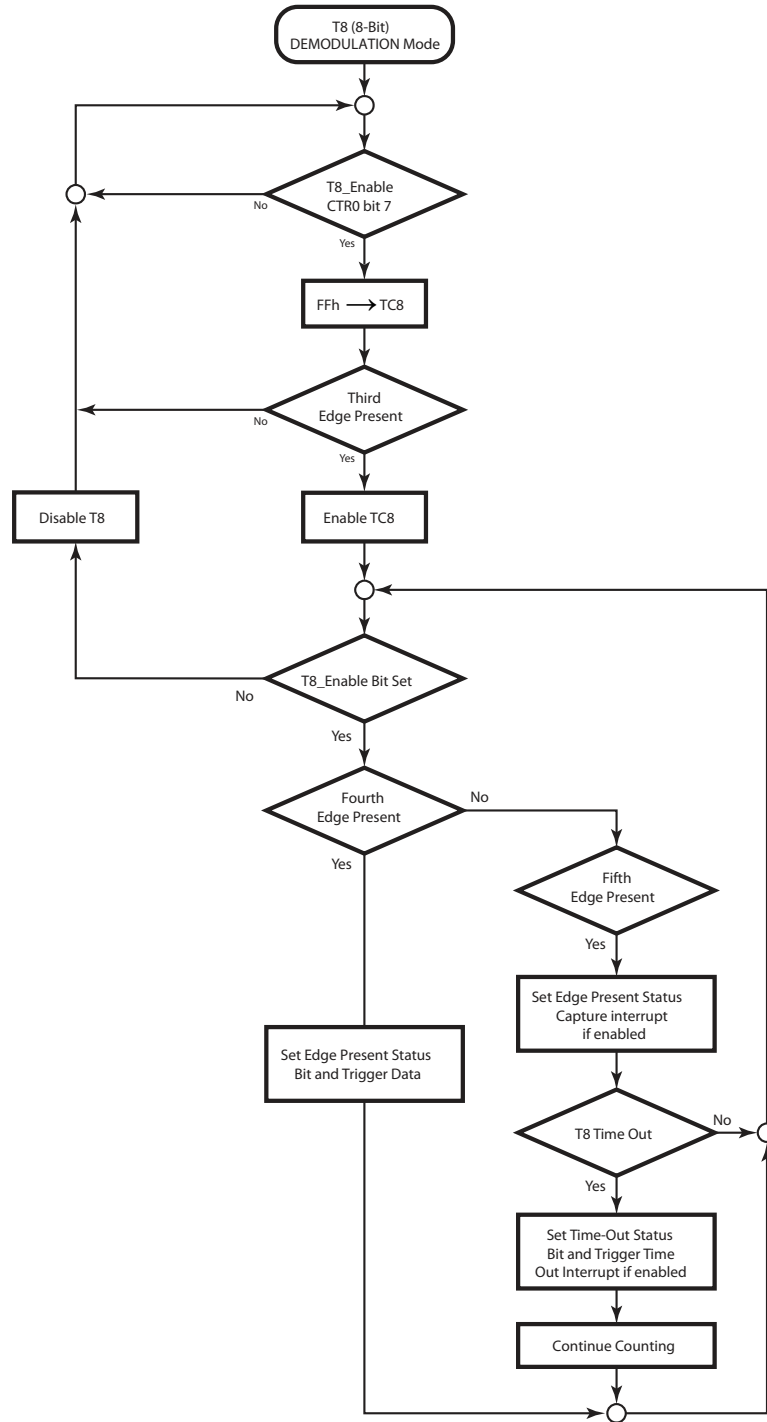 T8 (8-Bit)
DEMODULATION Mode
T8_Enable
CTR0 bit 7
No
Yes
FFh → TC8
Third
Edge Present
No
Yes
Disable T8
Enable TC8
T8_Enable Bit Set
No
Yes
Fourth
Edge Present
No
Yes
Fifth
Edge Present
Yes
Set Edge Present Status
Capture interrupt
if enabled
Set Edge Present Status
Bit and Trigger Data
T8 Time Out
No
Yes
Set Time-Out Status
Bit and Trigger Time
Out Interrupt if enabled
Continue Counting